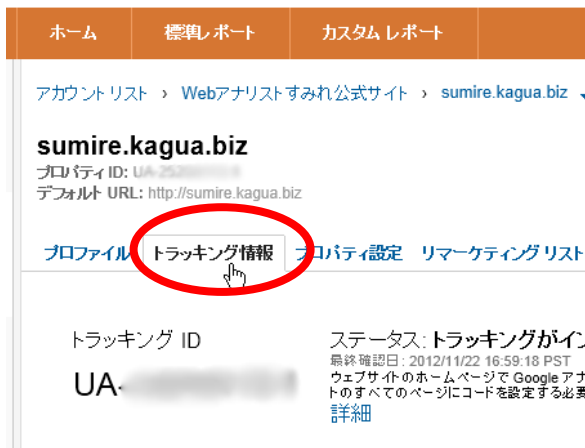 ホーム 標準レポート カスタム レポート
アカウント リスト › Webアナリストすみれ公式サイト › sumire.kagua.biz
sumire.kagua.biz
プロパティ ID: UA-
デフォルト URL: http://sumire.kagua.biz
プロファイル トラッキング情報 プロパティ設定 リマーケティング リスト
トラッキング ID
UA-
ステータス: トラッキングがイン
最終確認日: 2012/11/22 16:59:18 PST
ウェブサイトのホームページで Google アナ
トのすべてのページにコードを設定する必要
詳細